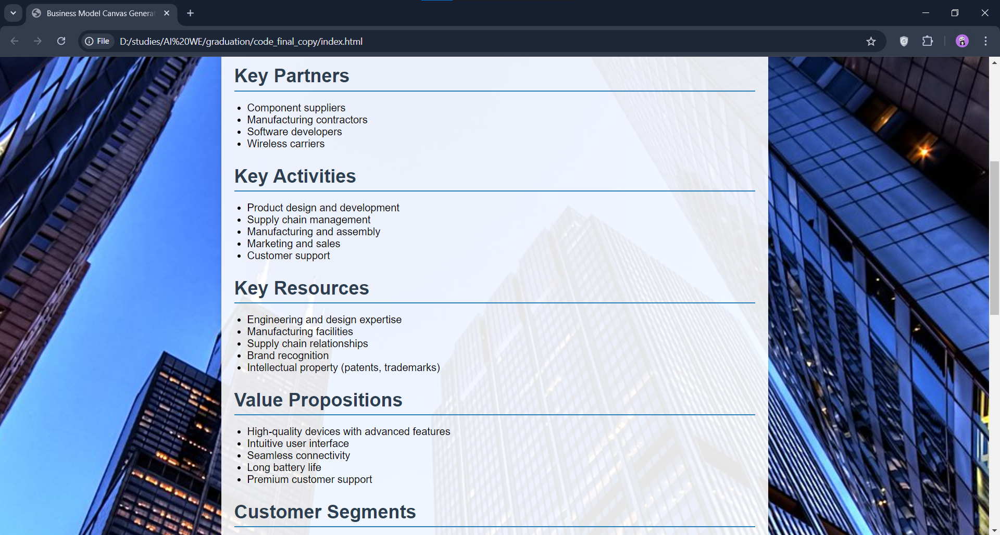 Business Model Canvas Genera
File
D:/studies/AI%20WE/graduation/code_final_copy/index.html
Key Partners
Component suppliers
Manufacturing contractors
Software developers
Wireless carriers
Key Activities
Product design and development
Supply chain management
Manufacturing and assembly
Marketing and sales
Customer support
Key Resources
Engineering and design expertise
Manufacturing facilities
Supply chain relationships
Brand recognition
Intellectual property (patents, trademarks)
Value Propositions
High-quality devices with advanced features
Intuitive user interface
Seamless connectivity
Long battery life
Premium customer support
Customer Segments